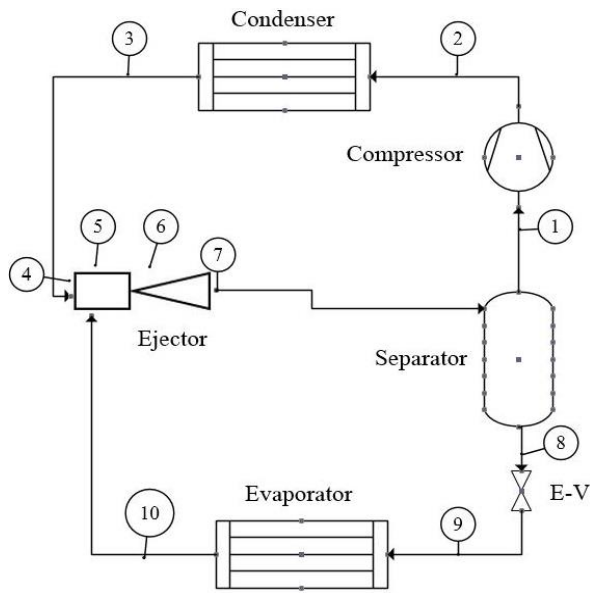 Condenser
3
2
Compressor
1
5
6
7
4
Ejector
Separator
8
Evaporator
E-V
10
9